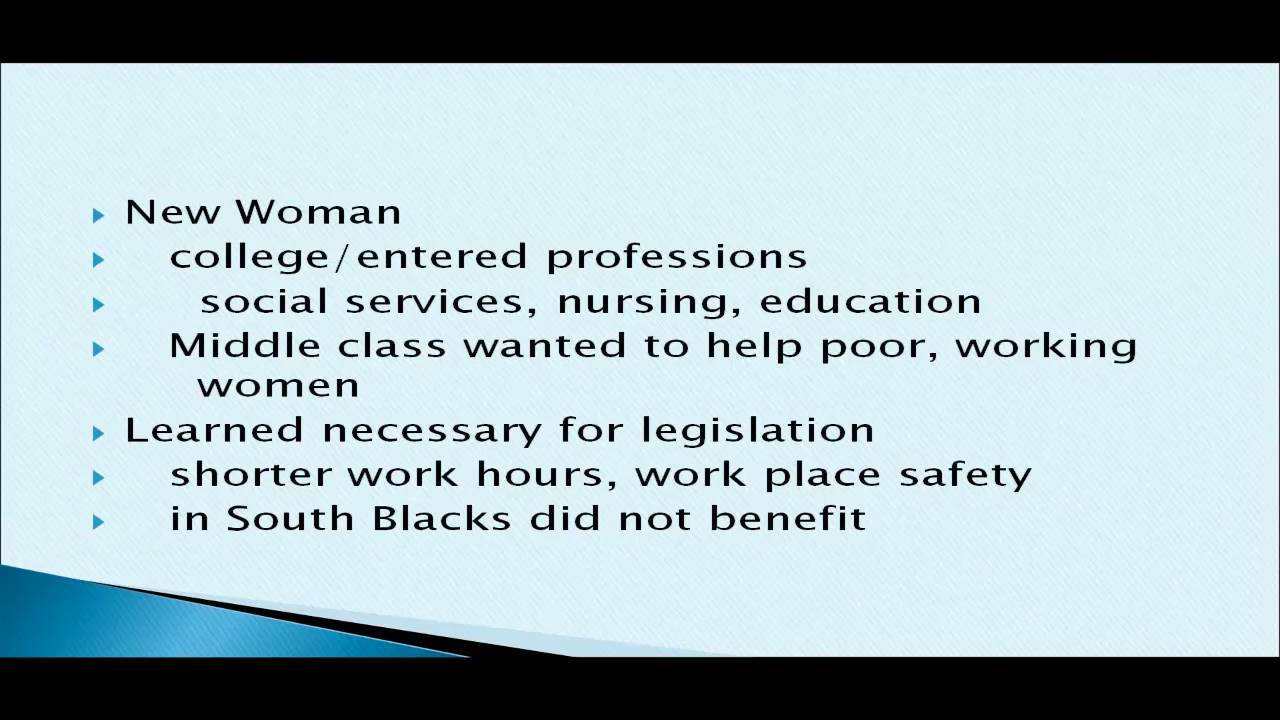 New Woman
college/entered professions
social services, nursing, education
Middle class wanted to help poor, working
women
Learned necessary for legislation
shorter work hours, work place safety
in South Blacks did not benefit